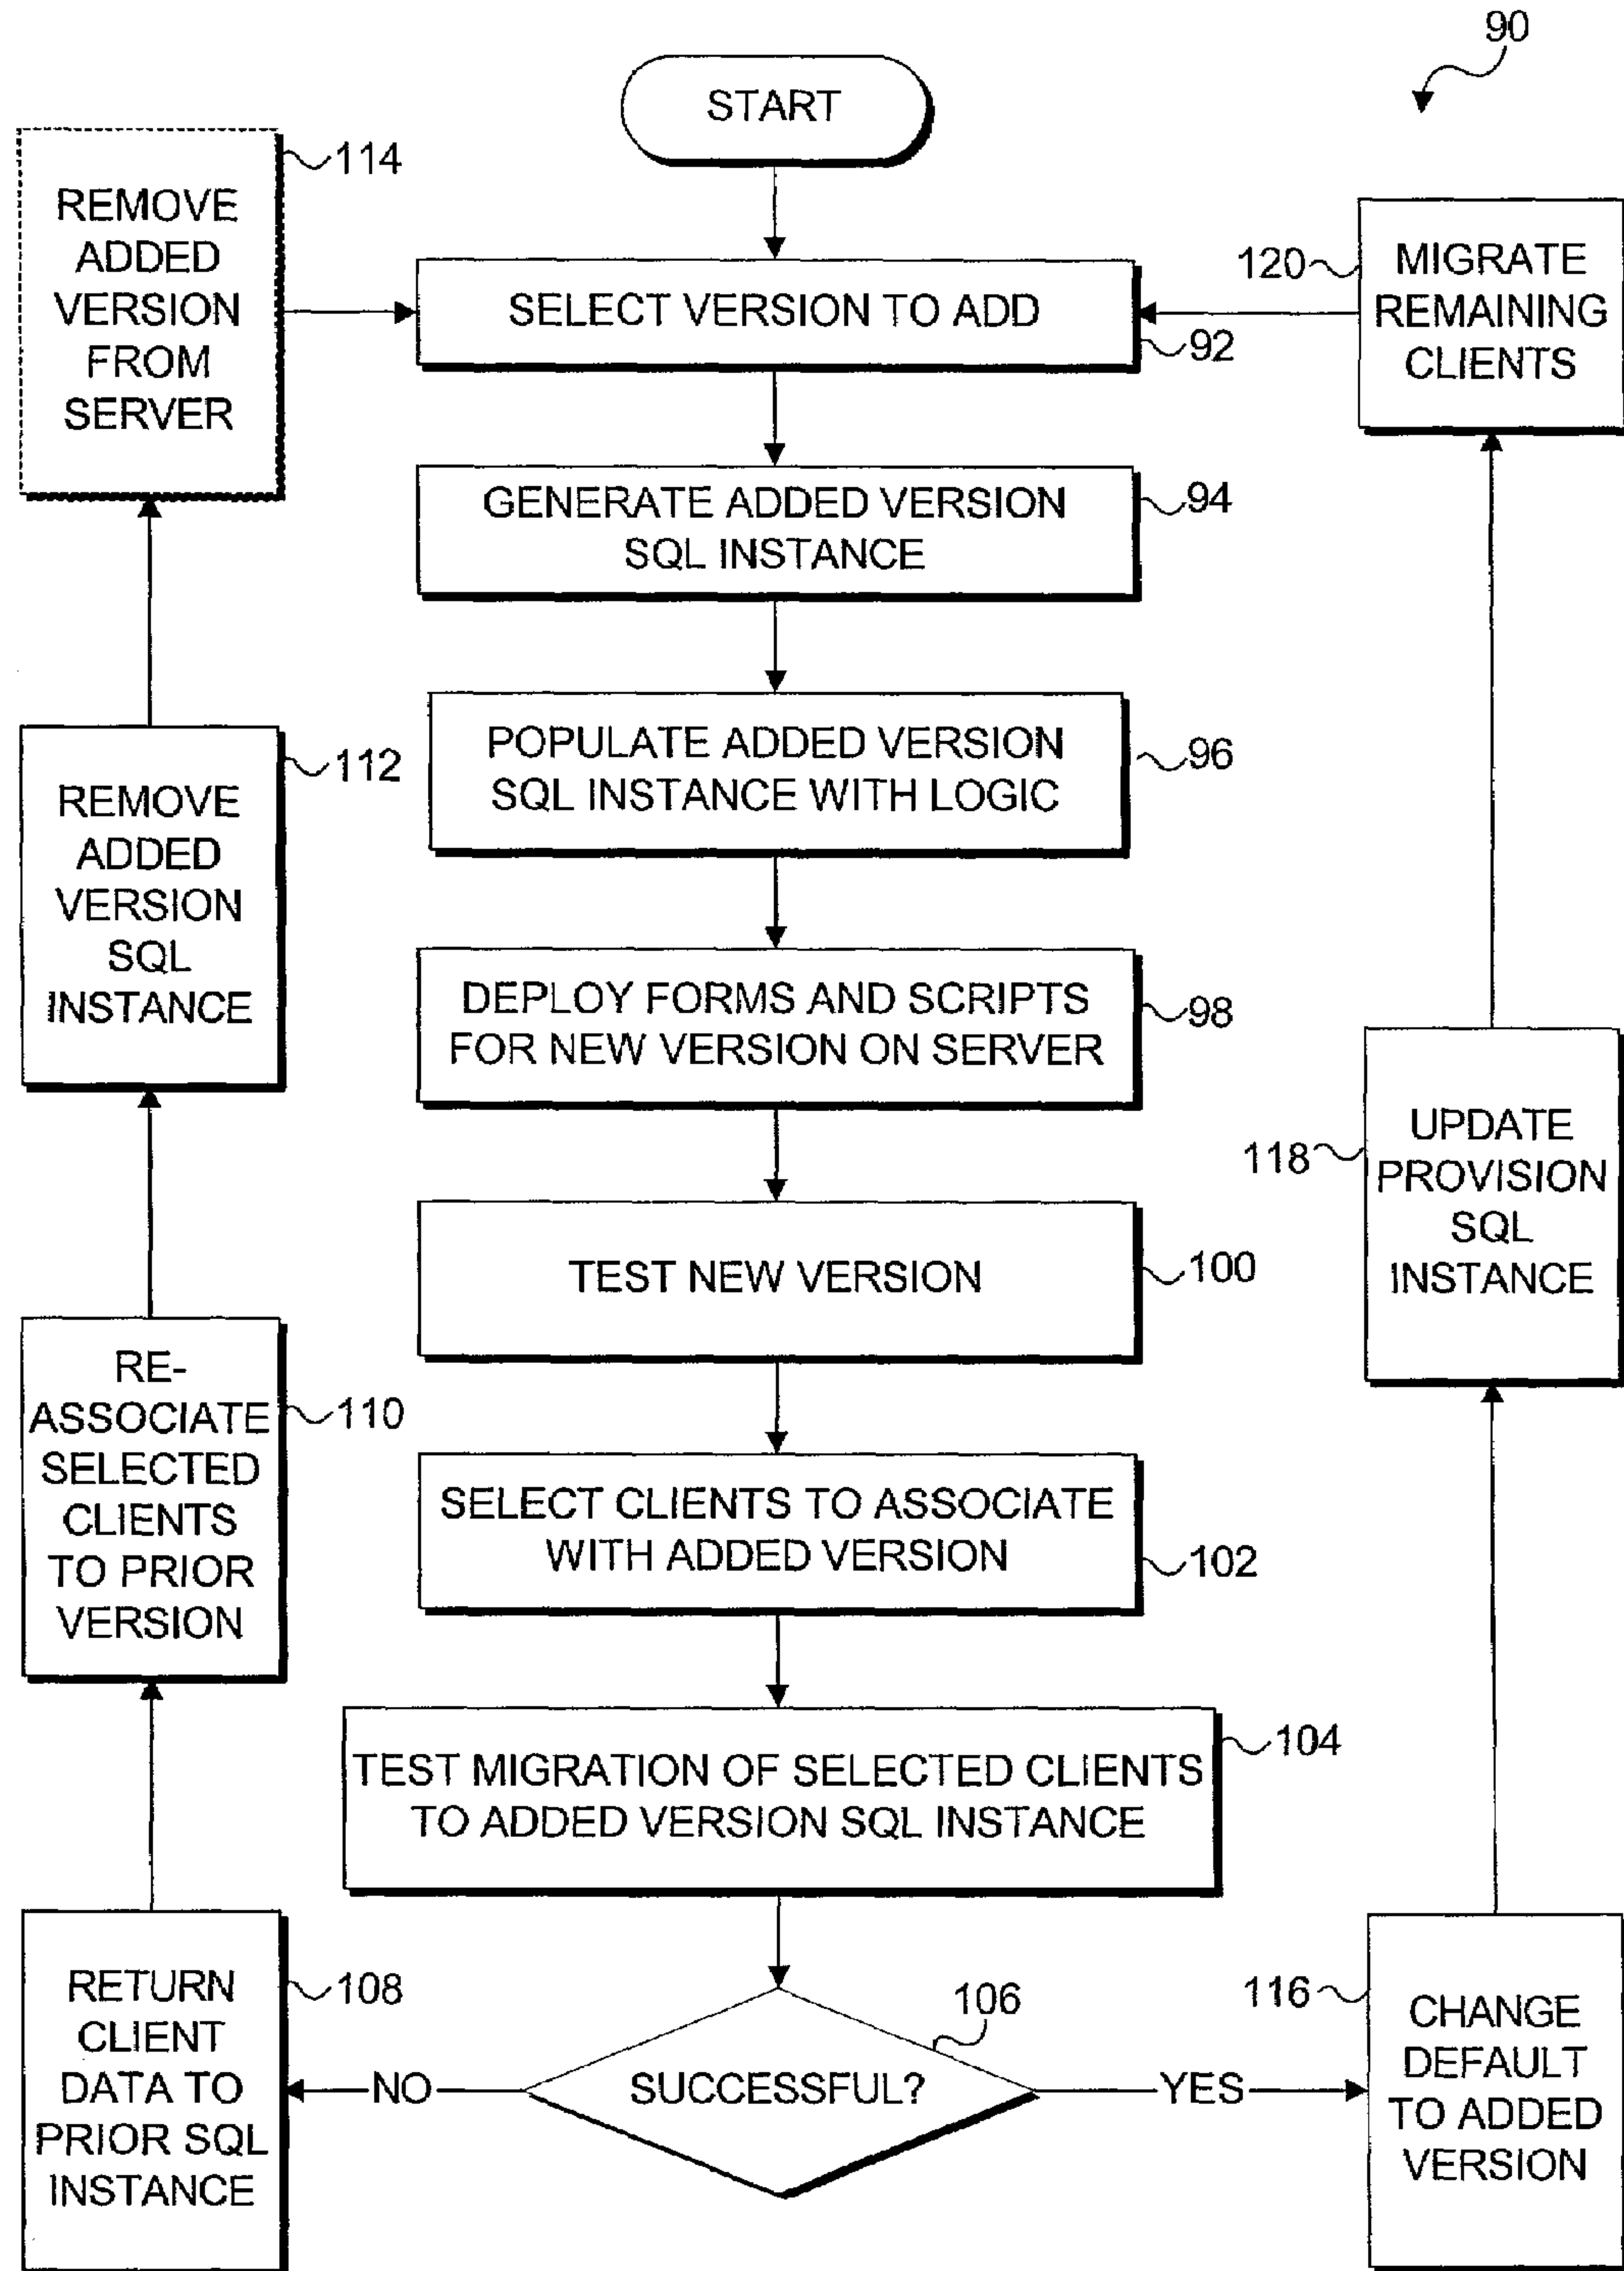 90
START
114
REMOVE
ADDED
VERSION
FROM
SERVER
SELECT VERSION TO ADD
92
120
MIGRATE
REMAINING
CLIENTS
GENERATE ADDED VERSION
SQL INSTANCE
94
POPULATE ADDED VERSION
SQL INSTANCE WITH LOGIC
96
112
REMOVE
ADDED
VERSION
SQL
INSTANCE
DEPLOY FORMS AND SCRIPTS
FOR NEW VERSION ON SERVER
98
118
UPDATE
PROVISION
SQL
INSTANCE
TEST NEW VERSION
100
RE-
ASSOCIATE
SELECTED
CLIENTS
TO PRIOR
VERSION
110
SELECT CLIENTS TO ASSOCIATE
WITH ADDED VERSION
102
TEST MIGRATION OF SELECTED CLIENTS
TO ADDED VERSION SQL INSTANCE
104
RETURN
CLIENT
DATA TO
PRIOR SQL
INSTANCE
108
NO
SUCCESSFUL?
106
YES
116
CHANGE
DEFAULT
TO ADDED
VERSION